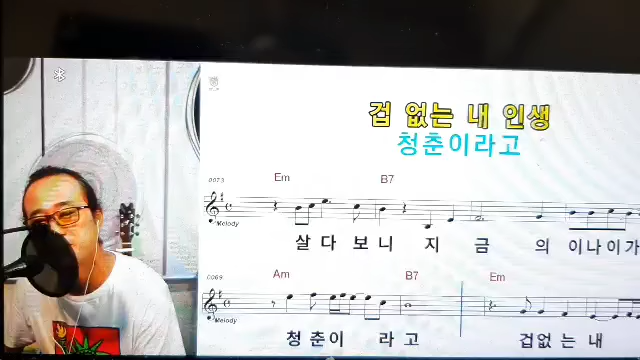 겁 없는 내 인생
청춘이라고
0073
Em B7
Melody
살 다 보 니 지 금 의 이 나 이 가
0069
Am B7 Em
Melody
청 춘 이 라 고 겁없 는 내